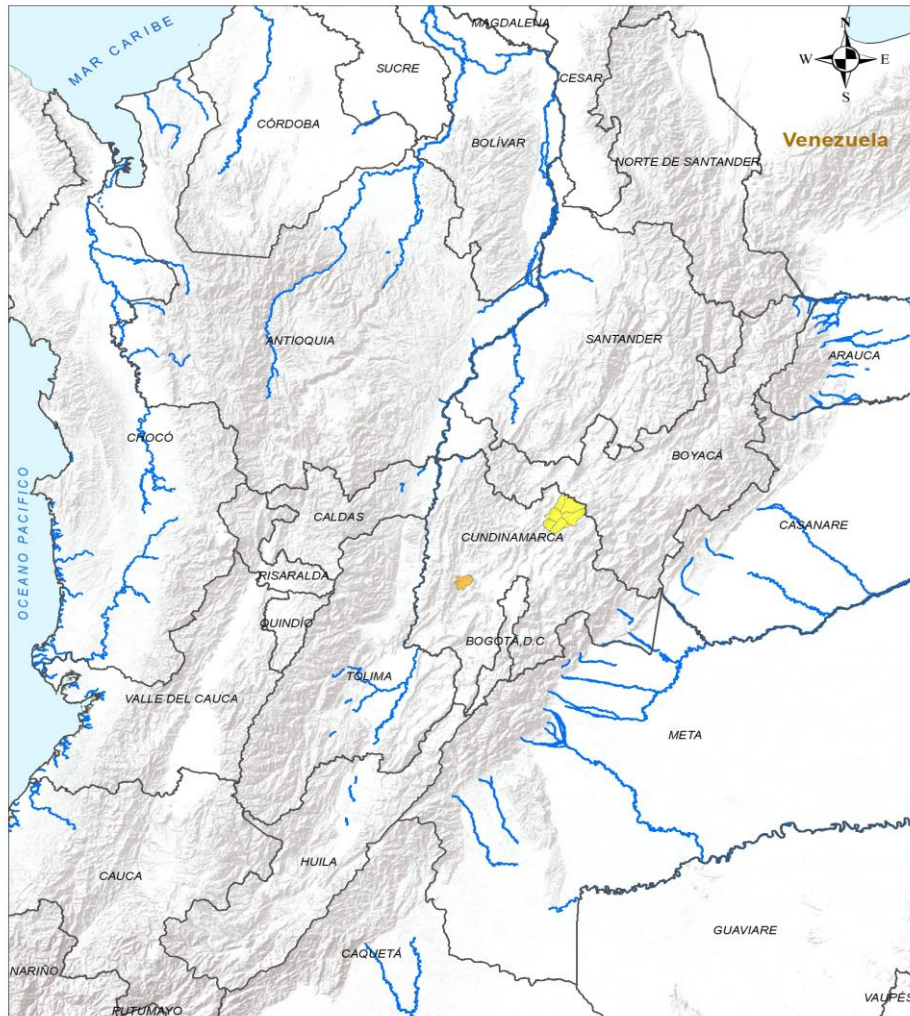 MAGDALENA
MAR CARIBE
N
W
E
S
SUCRE
CESAR
CÓRDOBA
BOLÍVAR
Venezuela
NORTE DE SANTANDER
ANTIOQUIA
SANTANDER
ARAUCA
CHOCÓ
BOYACÁ
OCEANO PACIFICO
CALDAS
CUNDINAMARCA
CASANARE
RISARALDA
QUINDÍO
BOGOTÁ, D.C
TOLIMA
VALLE DEL CAUCA
META
HUILA
CAUCA
GUAVIARE
CAQUETÁ
NARIÑO
VAUPÉS
PUTUMAYO